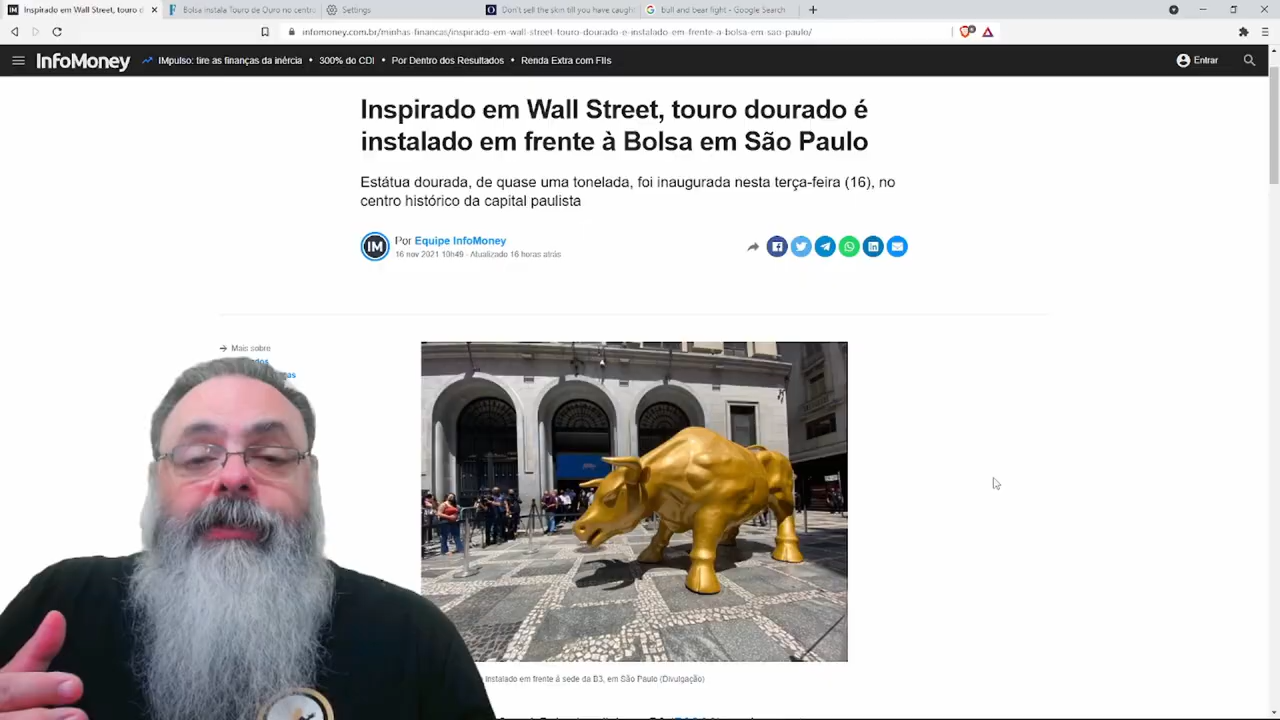 Inspirado em Wall Street, touro d
Bolsa instala Touro de Ouro no centro
Settings
Don't sell the skin till you have caught
bull and bear fight - Google Search
infomoney.com.br/minhas-financas/inspirado-em-wall-street-touro-dourado-e-instalado-em-frente-a-bolsa-em-sao-paulo/
InfoMoney
IMpulso: tire as finanças da inércia • 300% do CDI • Por Dentro dos Resultados • Renda Extra com FIIs
Entrar
Inspirado em Wall Street, touro dourado é
instalado em frente à Bolsa em São Paulo
Estátua dourada, de quase uma tonelada, foi inaugurada nesta terça-feira (16), no
centro histórico da capital paulista
IM
Por Equipe InfoMoney
16 nov 2021 10h49 - Atualizado 16 horas atrás
Mais sobre
instalado em frente à sede da B3, em São Paulo (Divulgação)